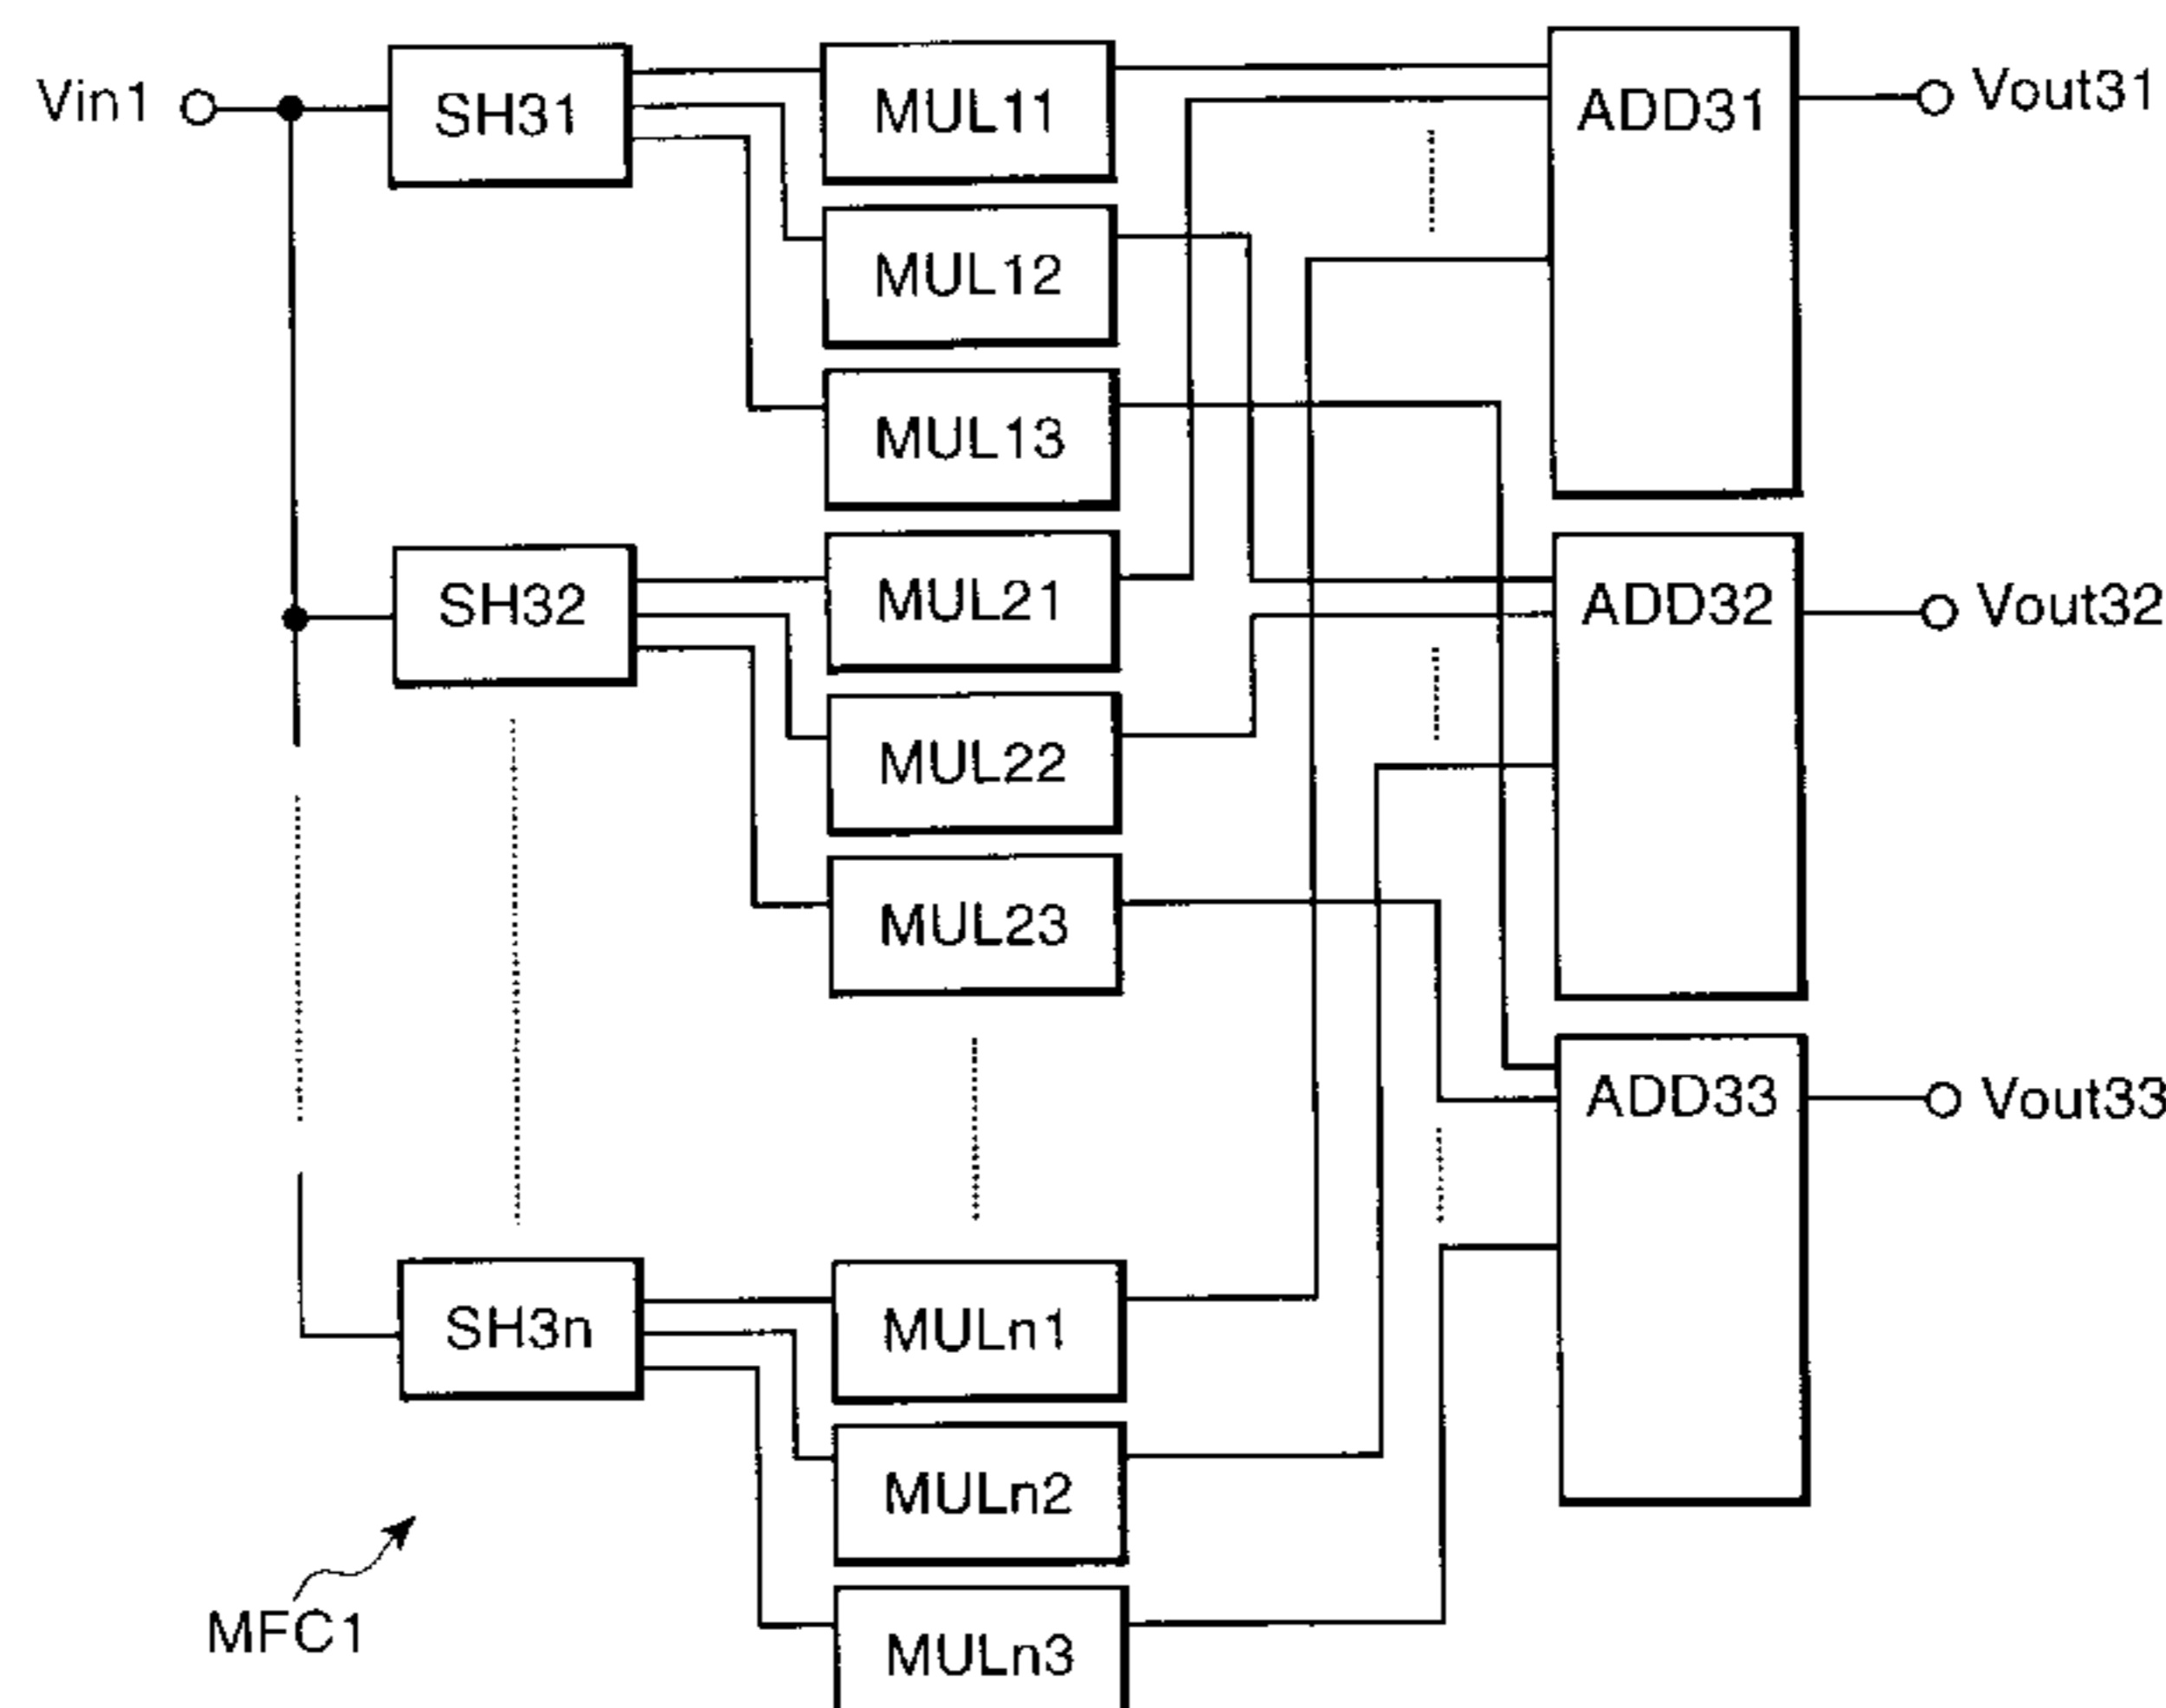 Vin1
SH31
MUL11
ADD31
Vout31
MUL12
MUL13
SH32
MUL21
ADD32
Vout32
MUL22
MUL23
ADD33
Vout33
SH3n
MULn1
MULn2
MULn3
MFC1